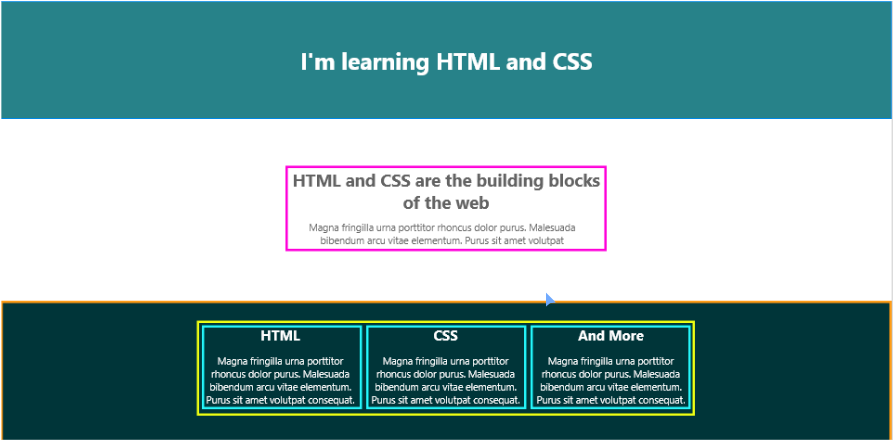 I'm learning HTML and CSS
HTML and CSS are the building blocks
of the web
Magna fringilla urna porttitor rhoncus dolor purus. Malesuada
bibendum arcu vitae elementum. Purus sit amet volutpat
HTML
Magna fringilla urna porttitor
rhoncus dolor purus. Malesuada
bibendum arcu vitae elementum.
Purus sit amet volutpat consequat.
CSS
Magna fringilla urna porttitor
rhoncus dolor purus. Malesuada
bibendum arcu vitae elementum.
Purus sit amet volutpat consequat.
And More
Magna fringilla urna porttitor
rhoncus dolor purus. Malesuada
bibendum arcu vitae elementum.
Purus sit amet volutpat consequat.